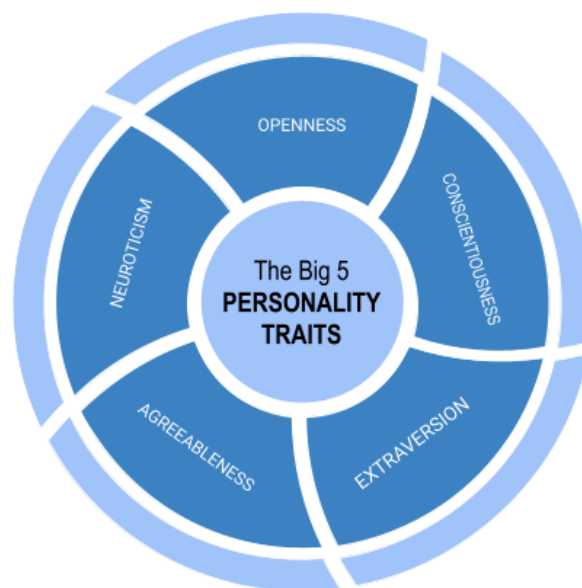 OPENNESS
CONSCIENTIOUSNESS
EXTRAVERSION
AGREEABLENESS
NEUROTICISM
The Big 5
PERSONALITY
TRAITS